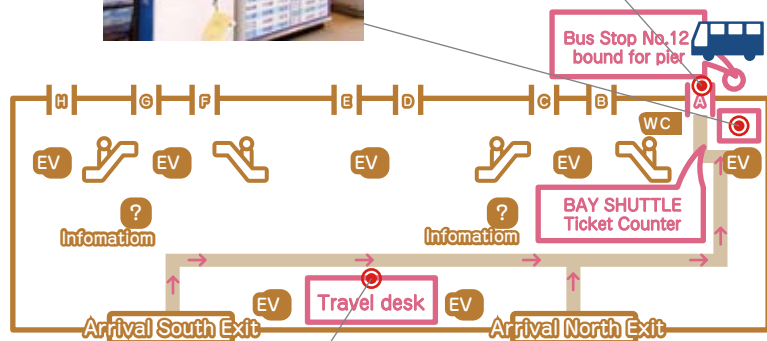 Bus Stop No.12
bound for pier
H
G
F
E
D
C
B
A
WC
EV
EV
EV
EV
EV
BAY SHUTTLE
Ticket Counter
?
Infomatiom
?
Infomatiom
EV
Travel desk
EV
Arrival South Exit
Arrival North Exit